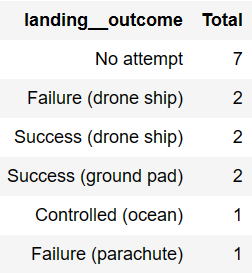 landing__outcome Total
No attempt 7
Failure (drone ship) 2
Success (drone ship) 2
Success (ground pad) 2
Controlled (ocean) 1
Failure (parachute) 1